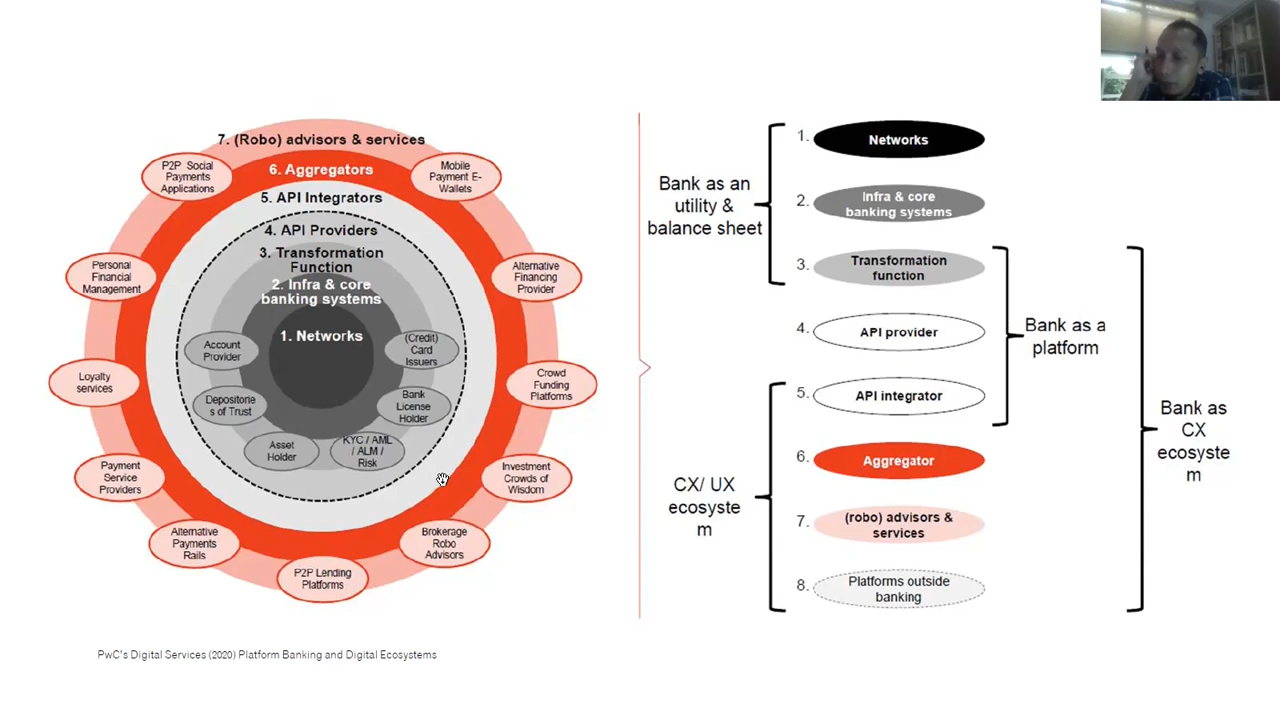 7. (Robo) advisors & services
6. Aggregators
5. API Integrators
4. API Providers
3. Transformation
Function
2. Infra & core
banking systems
1. Networks
P2P Social
Payments
Applications
Mobile
Payment E-
Wallets
Personal
Financial
Management
Alternative
Financing
Provider
Loyalty
services
Crowd
Funding
Platforms
Payment
Service
Providers
Investment
Crowds of
Wisdom
Alternative
Payments
Rails
Brokerage
Robo
Advisors
P2P Lending
Platforms
Account
Provider
(Credit)
Card
Issuers
Depositorie
s of Trust
Bank
License
Holder
Asset
Holder
KYC / AML
/ ALM /
Risk
Bank as an
utility &
balance sheet
CX/ UX
ecosyste
m
1. Networks
2. Infra & core
banking systems
3. Transformation
function
4. API provider
5. API integrator
6. Aggregator
7. (robo) advisors &
services
8. Platforms outside
banking
Bank as a
platform
Bank as
CX
ecosyste
m
PwC's Digital Services (2020) Platform Banking and Digital Ecosystems